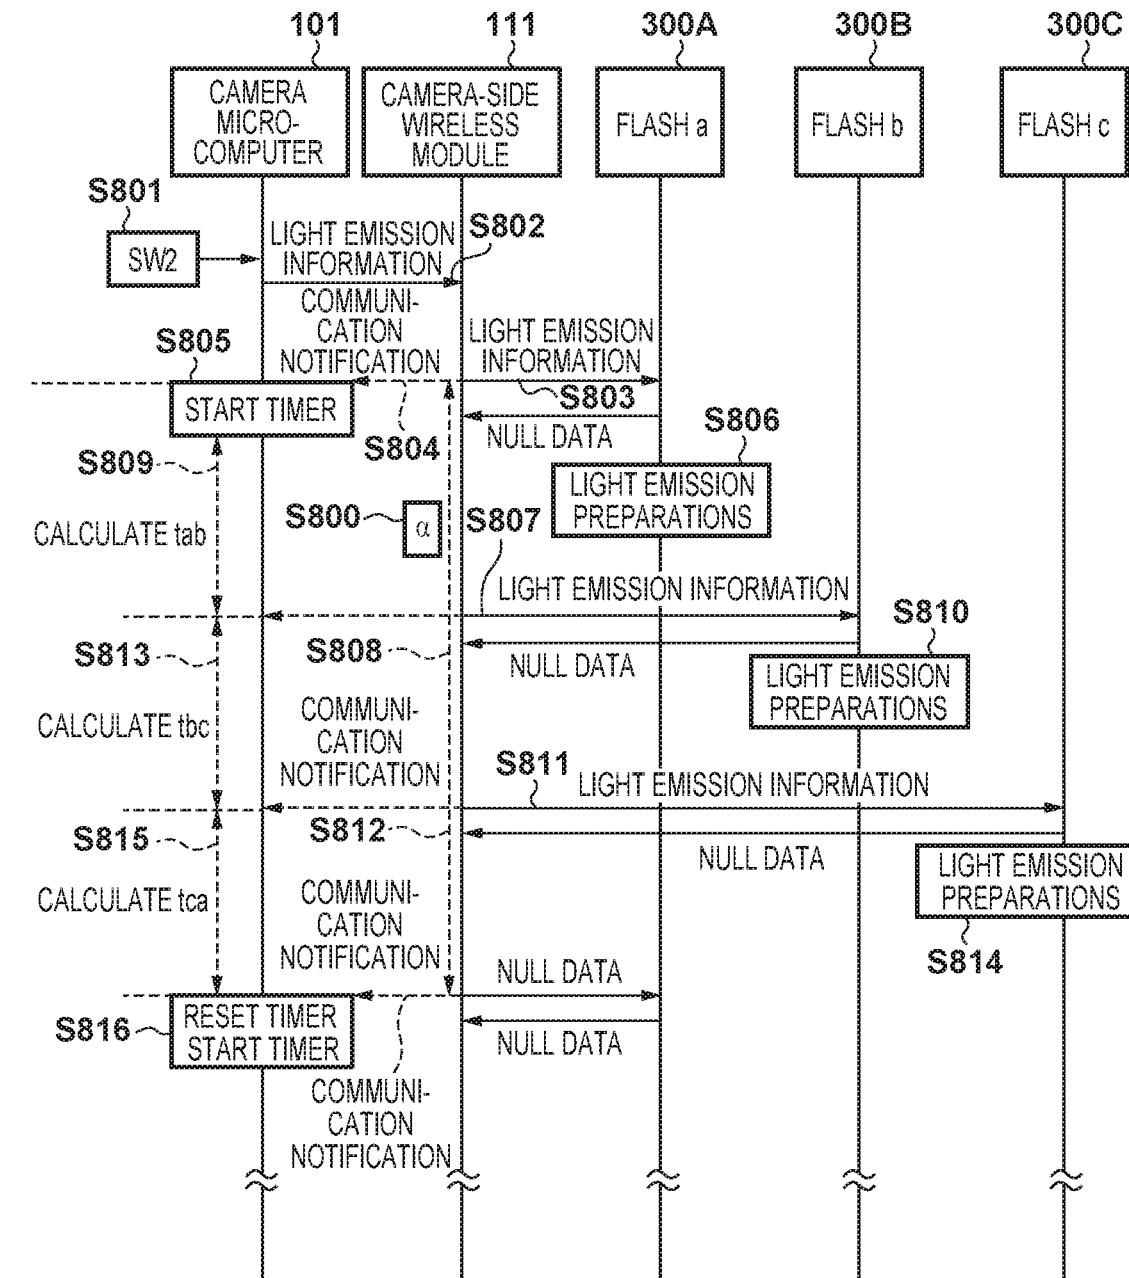 101
111
300A
300B
300C
CAMERA
MICRO-
COMPUTER
CAMERA-SIDE
WIRELESS
MODULE
FLASH a
FLASH b
FLASH c
S801
SW2
LIGHT EMISSION
INFORMATION
S802
COMMUNI-
CATION
NOTIFICATION
LIGHT EMISSION
INFORMATION
S805
START TIMER
S803
S804
NULL DATA
S806
LIGHT EMISSION
PREPARATIONS
S809
S800
α
S807
CALCULATE tab
LIGHT EMISSION INFORMATION
S810
S813
S808
NULL DATA
LIGHT EMISSION
PREPARATIONS
CALCULATE tbc
COMMUNI-
CATION
NOTIFICATION
S811
LIGHT EMISSION INFORMATION
S815
S812
NULL DATA
LIGHT EMISSION
PREPARATIONS
CALCULATE tca
COMMUNI-
CATION
NOTIFICATION
S814
NULL DATA
S816
RESET TIMER
START TIMER
NULL DATA
COMMUNI-
CATION
NOTIFICATION